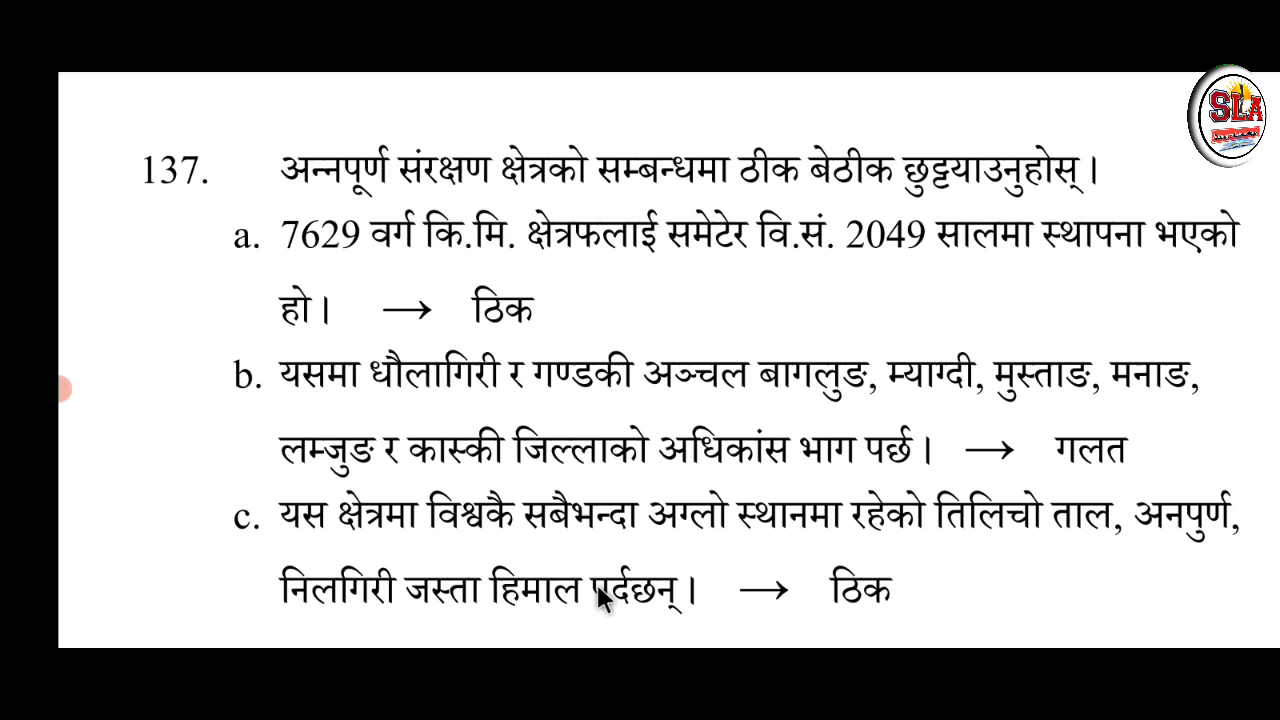 SLA
137. अन्नपूर्ण संरक्षण क्षेत्रको सम्बन्धमा ठीक बेठीक छुट्टयाउनुहोस्।
a. 7629 वर्ग कि.मि. क्षेत्रफलाई समेटेर वि.सं. 2049 सालमा स्थापना भएको
हो। → ठिक
b. यसमा धौलागिरी र गण्डकी अञ्चल बागलुङ, म्याग्दी, मुस्ताङ, मनाङ,
लम्जुङ र कास्की जिल्लाको अधिकांस भाग पर्छ। → गलत
c. यस क्षेत्रमा विश्वकै सबैभन्दा अग्लो स्थानमा रहेको तिलिचो ताल, अनपुर्ण,
निलगिरी जस्ता हिमाल पर्दछन्। → ठिक